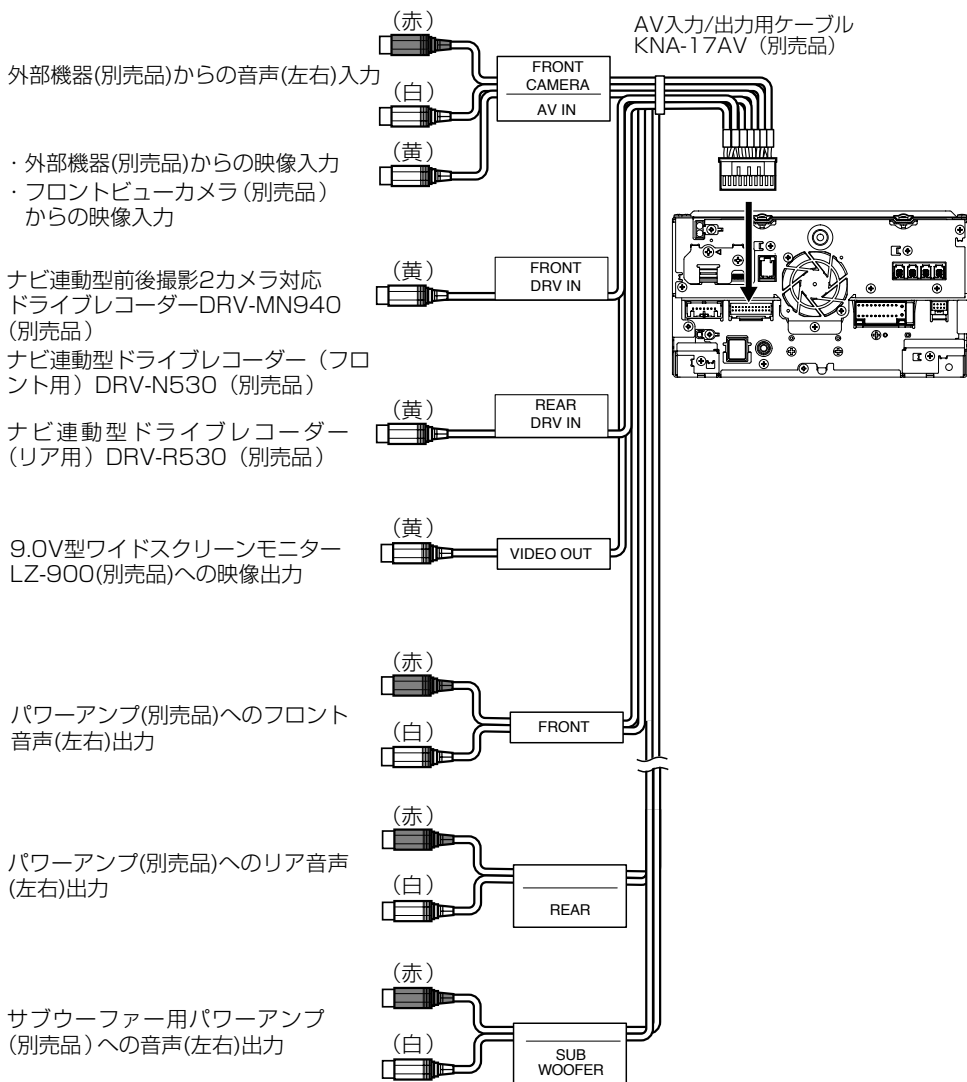 （赤）
AV入力/出力用ケーブル
KNA-17AV（別売品）
外部機器(別売品)からの音声(左右)入力
FRONT
CAMERA
AV IN
（白）
（黄）
・外部機器(別売品)からの映像入力
・フロントビューカメラ(別売品)
からの映像入力
ナビ連動型前後撮影2カメラ対応
ドライブレコーダーDRV-MN940
(別売品)
（黄）
FRONT
DRV IN
ナビ連動型ドライブレコーダー（フロ
ント用）DRV-N530（別売品）
ナビ連動型ドライブレコーダー
（リア用）DRV-R530（別売品）
（黄）
REAR
DRV IN
9.0V型ワイドスクリーンモニター
LZ-900(別売品)への映像出力
（黄）
VIDEO OUT
パワーアンプ(別売品)へのフロント
音声(左右)出力
（赤）
（白）
FRONT
パワーアンプ(別売品)へのリア音声
(左右)出力
（赤）
（白）
REAR
サブウーファー用パワーアンプ
（別売品）への音声(左右)出力
（赤）
（白）
SUB
WOOFER